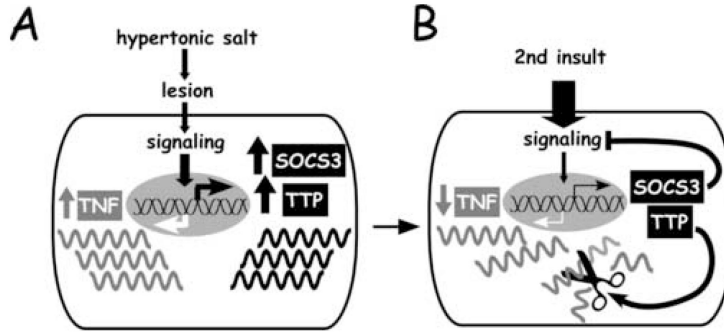 A
hypertonic salt
lesion
signaling
SOCS3
TTP
TNF
B
2nd insult
signaling
SOCS3
TTP
TNF